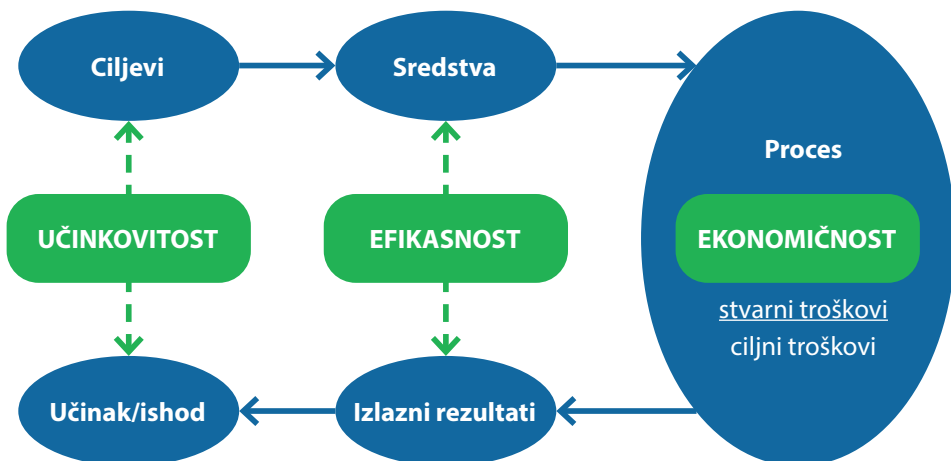 Ciljevi
Sredstva
Proces
UČINKOVITOST
EFIKASNOST
EKONOMIČNOST
stvarni troškovi
ciljni troškovi
Učinak/ishod
Izlazni rezultati